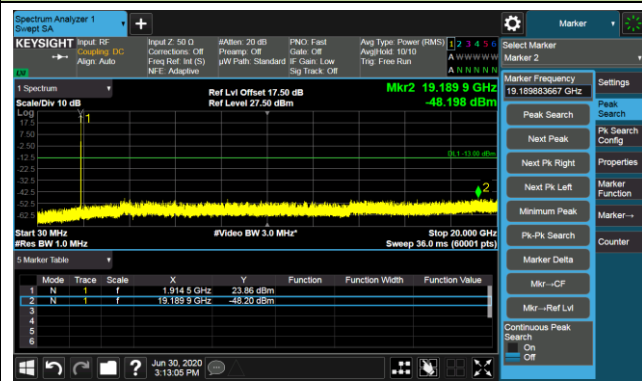 Spectrum Analyzer 1
Swept SA
Marker
KEYSIGHT
Input: RF
Coupling: DC
Align: Auto
Input Z: 50 Ω
Corrections: Off
Freq Ref: Int (S)
NFE: Adaptive
#Atten: 20 dB
Preamp: Off
µW Path: Standard
PNO: Fast
Gate: Off
IF Gain: Low
Sig Track: Off
Avg Type: Power (RMS)
Avg|Hold: 10/10
Trig: Free Run
1 2 3 4 5 6
A W W W W W
A N N N N N
Select Marker
Marker 2
1 Spectrum
Scale/Div 10 dB
Ref Lvl Offset 17.50 dB
Ref Level 27.50 dBm
Mkr2 19.189 9 GHz
-48.198 dBm
Log
17.5
7.50
-2.50
-12.5
-22.5
-32.5
-42.5
-52.5
-62.5
1
DL1 -13.00 dBm
2
Start 30 MHz
#Res BW 1.0 MHz
#Video BW 3.0 MHz*
Stop 20.000 GHz
Sweep 36.0 ms (60001 pts)
5 Marker Table
Mode Trace Scale X Y Function Function Width Function Value
1 N 1 f 1.914 5 GHz 23.86 dBm
2 N 1 f 19.189 9 GHz -48.20 dBm
3
4
5
6
Jun 30, 2020
3:13:05 PM
Marker Frequency
19.189883667 GHz
Peak Search
Next Peak
Next Pk Right
Next Pk Left
Minimum Peak
Pk-Pk Search
Marker Delta
Mkr→CF
Mkr→Ref Lvl
Continuous Peak
Search
On
Off
Settings
Peak
Search
Pk Search
Config
Properties
Marker
Function
Marker→
Counter